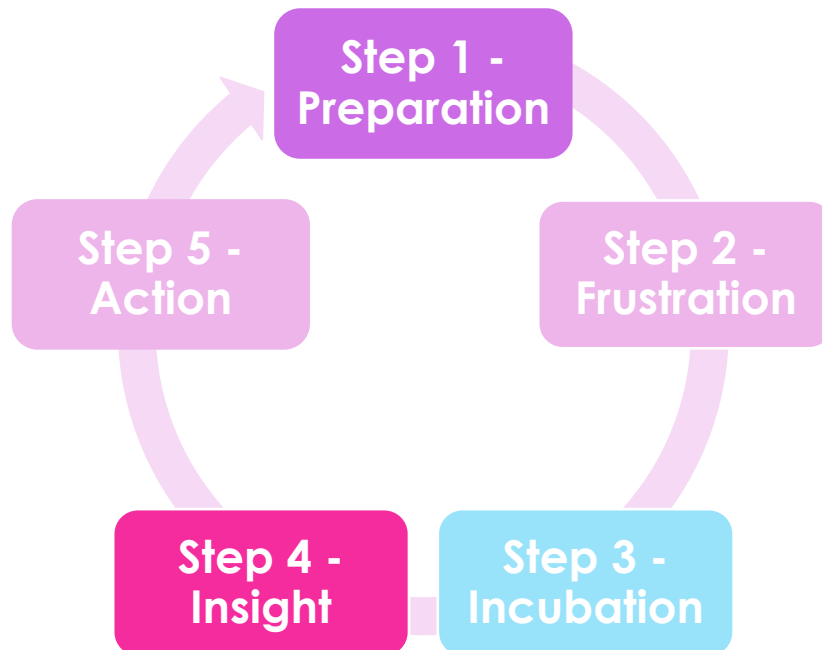 Step 1 -
Preparation
Step 2 -
Frustration
Step 3 -
Incubation
Step 4 -
Insight
Step 5 -
Action